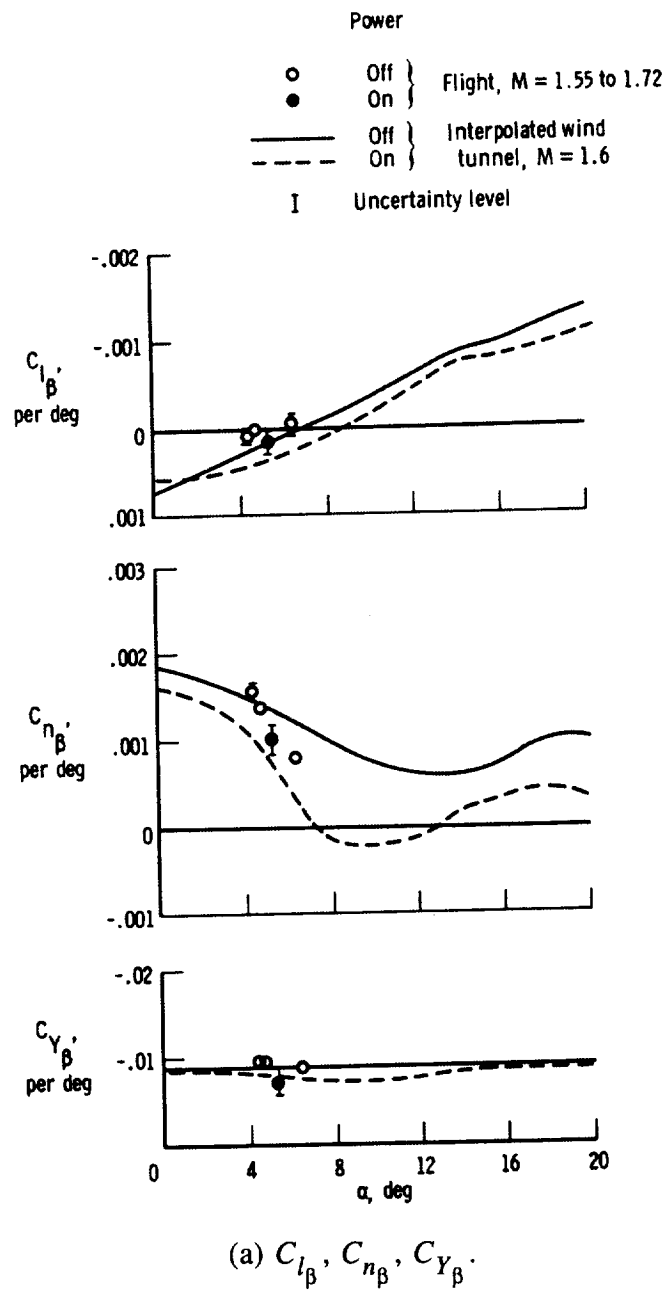 Power
Off
On
Flight, M = 1.55 to 1.72
Off
On
Interpolated wind
tunnel, M = 1.6
Uncertainty level
-.002
-.001
0
.001
C_{l_β},
per deg
.003
.002
.001
0
-.001
C_{n_β},
per deg
-.02
-.01
C_{Y_β},
per deg
0 4 8 12 16 20
α, deg
(a) C_{l_β}, C_{n_β}, C_{Y_β}.